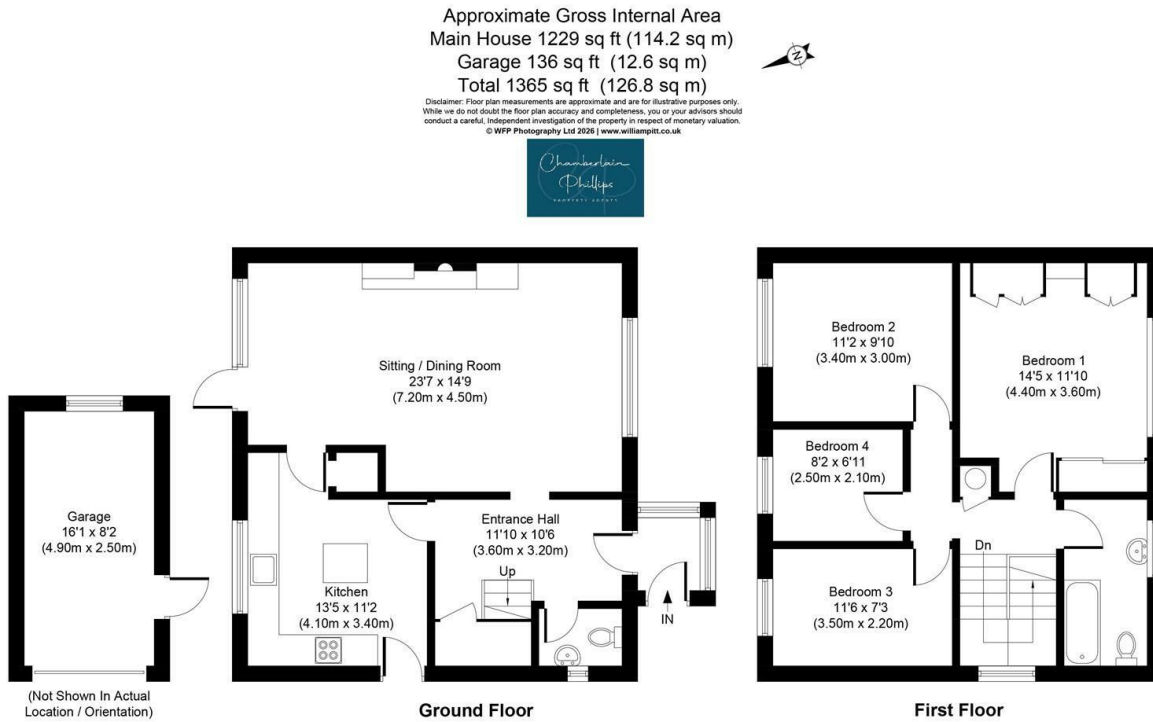 Approximate Gross Internal Area
Main House 1229 sq ft (114.2 sq m)
Garage 136 sq ft (12.6 sq m)
Total 1365 sq ft (126.8 sq m)
Disclaimer: Floor plan measurements are approximate and are for illustrative purposes only.
While we do not doubt the floor plan accuracy and completeness, you or your advisors should
conduct a careful, Independent investigation of the property in respect of monetary valuation.
© WFP Photography Ltd 2026 | www.williampitt.co.uk
N
Chamberlain
Phillips
PROPERTY AGENTS
Sitting / Dining Room
23'7 x 14'9
(7.20m x 4.50m)
Garage
16'1 x 8'2
(4.90m x 2.50m)
Entrance Hall
11'10 x 10'6
(3.60m x 3.20m)
Up
Kitchen
13'5 x 11'2
(4.10m x 3.40m)
IN
(Not Shown In Actual
Location / Orientation)
Ground Floor
Bedroom 2
11'2 x 9'10
(3.40m x 3.00m)
Bedroom 1
14'5 x 11'10
(4.40m x 3.60m)
Bedroom 4
8'2 x 6'11
(2.50m x 2.10m)
Dn
Bedroom 3
11'6 x 7'3
(3.50m x 2.20m)
First Floor